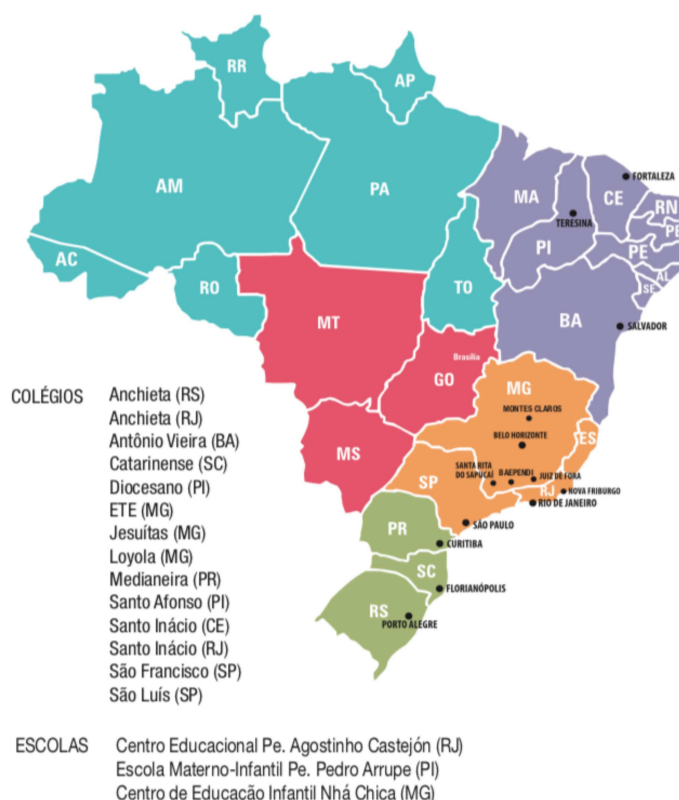 RR
AP
AM
PA
MA
CE
FORTALEZA
RN
TERESINA
PB
PI
PE
AC
AL
RO
TO
SE
MT
BA
SALVADOR
Brasília
GO
MG
COLÉGIOS
Anchieta (RS)
Anchieta (RJ)
Antônio Vieira (BA)
Catarinense (SC)
Diocesano (PI)
ETE (MG)
Jesuítas (MG)
Loyola (MG)
Medianeira (PR)
Santo Afonso (PI)
Santo Inácio (CE)
Santo Inácio (RJ)
São Francisco (SP)
São Luís (SP)
MONTES CLAROS
BELO HORIZONTE
ES
MS
SANTA RITA
DO SAPUCAÍ
BAEPENDI
JUIZ DE FORA
SP
RJ
NOVA FRIBURGO
RIO DE JANEIRO
SÃO PAULO
PR
CURITIBA
SC
FLORIANÓPOLIS
RS
PORTO ALEGRE
ESCOLAS
Centro Educacional Pe. Agostinho Castejón (RJ)
Escola Materno-Infantil Pe. Pedro Arrupe (PI)
Centro de Educação Infantil Nhá Chica (MG)